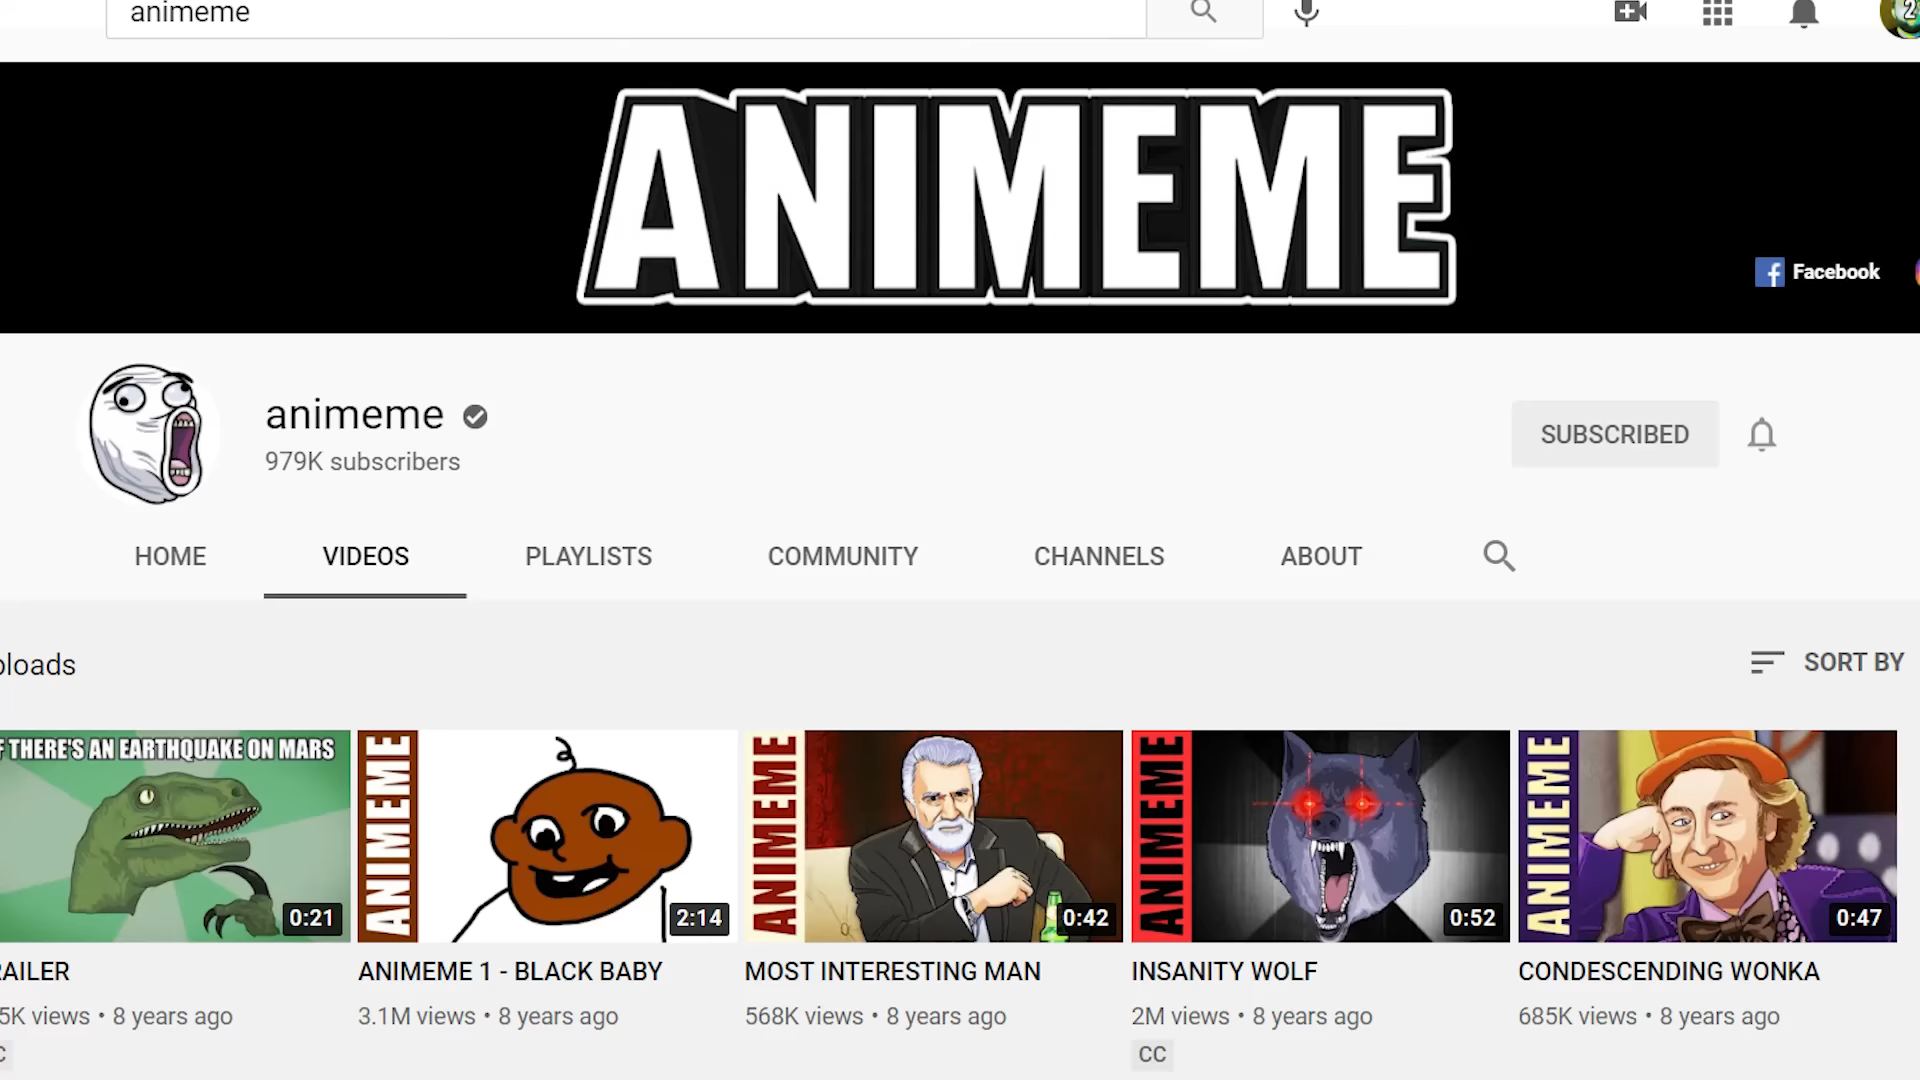 animeme
ANIMEME
Facebook
animeme
979K subscribers
SUBSCRIBED
HOME VIDEOS PLAYLISTS COMMUNITY CHANNELS ABOUT
SORT BY
THERE'S AN EARTHQUAKE ON MARS
0:21
ANIMEME
2:14
ANIMEME
0:42
ANIMEME
0:52
ANIMEME
0:47
ANIMEME 1 - BLACK BABY
MOST INTERESTING MAN
INSANITY WOLF
CONDESCENDING WONKA
views • 8 years ago
3.1M views • 8 years ago
568K views • 8 years ago
2M views • 8 years ago
685K views • 8 years ago
CC